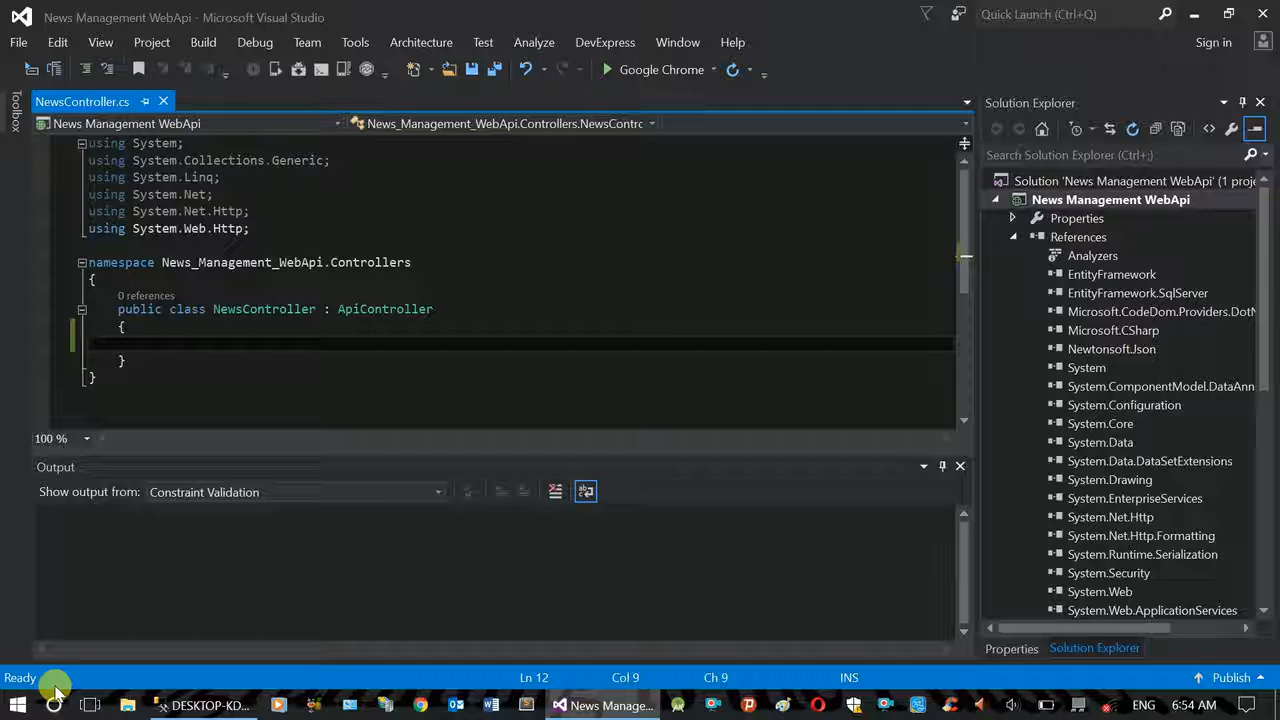 News Management WebApi - Microsoft Visual Studio
Quick Launch (Ctrl+Q)
File Edit View Project Build Debug Team Tools Architecture Test Analyze DevExpress Window Help
Sign in
Google Chrome
Toolbox
NewsController.cs
News Management WebApi
News_Management_WebApi.Controllers.NewsContrc
using System;
using System.Collections.Generic;
using System.Linq;
using System.Net;
using System.Net.Http;
using System.Web.Http;
namespace News_Management_WebApi.Controllers
{
0 references
public class NewsController : ApiController
{
}
}
100 %
Output
Show output from: Constraint Validation
Solution Explorer
Search Solution Explorer (Ctrl+;)
Solution 'News Management WebApi' (1 proje
News Management WebApi
Properties
References
Analyzers
EntityFramework
EntityFramework.SqlServer
Microsoft.CodeDom.Providers.DotN
Microsoft.CSharp
Newtonsoft.Json
System
System.ComponentModel.DataAnn
System.Configuration
System.Core
System.Data
System.Data.DataSetExtensions
System.Drawing
System.EnterpriseServices
System.Net.Http
System.Net.Http.Formatting
System.Runtime.Serialization
System.Security
System.Web
System.Web.ApplicationServices
Properties Solution Explorer
Ready Ln 12 Col 9 Ch 9 INS Publish
DESKTOP-KD... News Manage... 6:54 AM